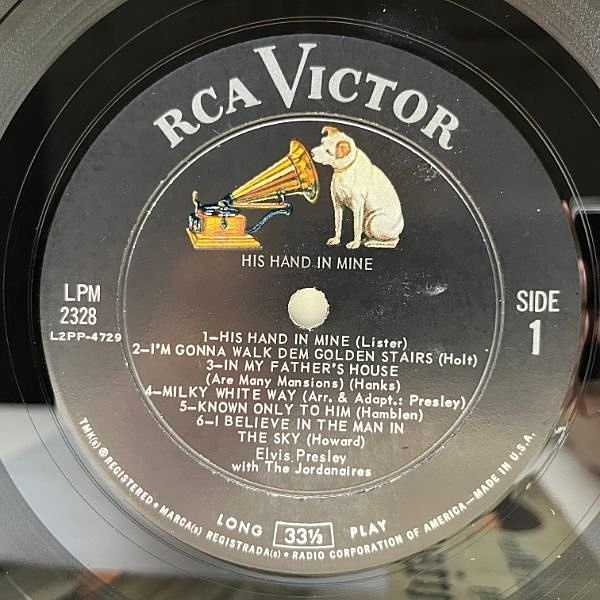 RCA VICTOR
HIS HAND IN MINE
LPM
2328
L2PP-4729
SIDE
1
1—HIS HAND IN MINE (Lister)
2—I'M GONNA WALK DEM GOLDEN STAIRS (Holt)
3—IN MY FATHER'S HOUSE
(Are Many Mansions) (Hanks)
4—MILKY WHITE WAY (Arr. & Adapt.: Presley)
5—KNOWN ONLY TO HIM (Hamblen)
6—I BELIEVE IN THE MAN IN
THE SKY (Howard)
Elvis Presley
with The Jordanaires
LONG 33⅓ PLAY
TMK(s) ® REGISTERED • MARCA(s) REGISTRADA(s) • RADIO CORPORATION OF AMERICA—MADE IN U.S.A.